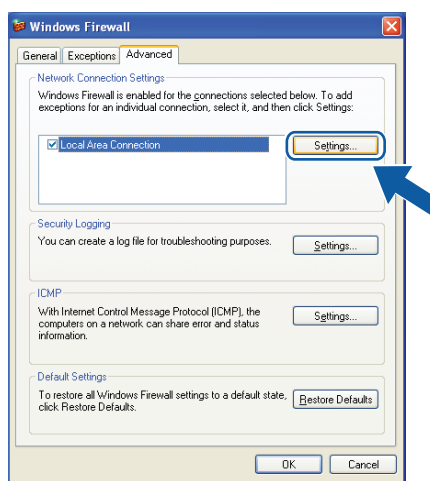 Windows Firewall
General Exceptions Advanced
Network Connection Settings
Windows Firewall is enabled for the connections selected below. To add
exceptions for an individual connection, select it, and then click Settings:
Local Area Connection
Settings...
Security Logging
You can create a log file for troubleshooting purposes.
Settings...
ICMP
With Internet Control Message Protocol (ICMP), the
computers on a network can share error and status
information.
Settings...
Default Settings
To restore all Windows Firewall settings to a default state,
click Restore Defaults.
Restore Defaults
OK Cancel